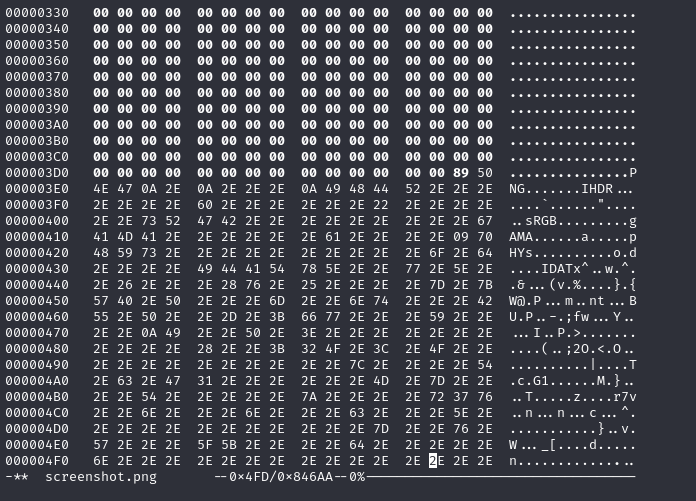 00000330 00 00 00 00 00 00 00 00 00 00 00 00 00 00 00 00 ................
00000340 00 00 00 00 00 00 00 00 00 00 00 00 00 00 00 00 ................
00000350 00 00 00 00 00 00 00 00 00 00 00 00 00 00 00 00 ................
00000360 00 00 00 00 00 00 00 00 00 00 00 00 00 00 00 00 ................
00000370 00 00 00 00 00 00 00 00 00 00 00 00 00 00 00 00 ................
00000380 00 00 00 00 00 00 00 00 00 00 00 00 00 00 00 00 ................
00000390 00 00 00 00 00 00 00 00 00 00 00 00 00 00 00 00 ................
000003A0 00 00 00 00 00 00 00 00 00 00 00 00 00 00 00 00 ................
000003B0 00 00 00 00 00 00 00 00 00 00 00 00 00 00 00 00 ................
000003C0 00 00 00 00 00 00 00 00 00 00 00 00 00 00 00 00 ................
000003D0 00 00 00 00 00 00 00 00 00 00 00 00 00 00 89 50 ...............P
000003E0 4E 47 0A 2E 0A 2E 2E 2E 0A 49 48 44 52 2E 2E 2E NG.......IHDR...
000003F0 2E 2E 2E 2E 60 2E 2E 2E 2E 2E 2E 22 2E 2E 2E 2E ....`......"....
00000400 2E 2E 73 52 47 42 2E 2E 2E 2E 2E 2E 2E 2E 2E 67 ..sRGB.........g
00000410 41 4D 41 2E 2E 2E 2E 2E 2E 61 2E 2E 2E 2E 09 70 AMA......a.....p
00000420 48 59 73 2E 2E 2E 2E 2E 2E 2E 2E 2E 2E 6F 2E 64 HYs..........o.d
00000430 2E 2E 2E 2E 49 44 41 54 78 5E 2E 2E 77 2E 5E 2E ....IDATx^..w.^.
00000440 2E 26 2E 2E 2E 28 76 2E 25 2E 2E 2E 2E 7D 2E 7B .&...(v.%....}.{
00000450 57 40 2E 50 2E 2E 2E 6D 2E 2E 6E 74 2E 2E 2E 42 W@.P...m..nt...B
00000460 55 2E 50 2E 2E 2D 2E 3B 66 77 2E 2E 2E 59 2E 2E U.P..-.;fw...Y..
00000470 2E 2E 0A 49 2E 2E 50 2E 3E 2E 2E 2E 2E 2E 2E 2E ...I..P.>.......
00000480 2E 2E 2E 2E 28 2E 2E 3B 32 4F 2E 3C 2E 4F 2E 2E ....(..;2O.<.O..
00000490 2E 2E 2E 2E 2E 2E 2E 2E 2E 2E 7C 2E 2E 2E 2E 54 ..........|....T
000004A0 2E 63 2E 47 31 2E 2E 2E 2E 2E 2E 4D 2E 7D 2E 2E .c.G1......M.}..
000004B0 2E 2E 54 2E 2E 2E 2E 2E 7A 2E 2E 2E 2E 72 37 76 ..T.....z....r7v
000004C0 2E 2E 6E 2E 2E 2E 6E 2E 2E 2E 63 2E 2E 2E 5E 2E ..n...n...c...^.
000004D0 2E 2E 2E 2E 2E 2E 2E 2E 2E 2E 2E 7D 2E 2E 76 2E ...........}..v.
000004E0 57 2E 2E 2E 5F 5B 2E 2E 2E 2E 64 2E 2E 2E 2E 2E W..._[....d.....
000004F0 6E 2E 2E 2E 2E 2E 2E 2E 2E 2E 2E 2E 2E 2E 2E 2E n...............
-** screenshot.png --0x4FD/0x846AA--0%